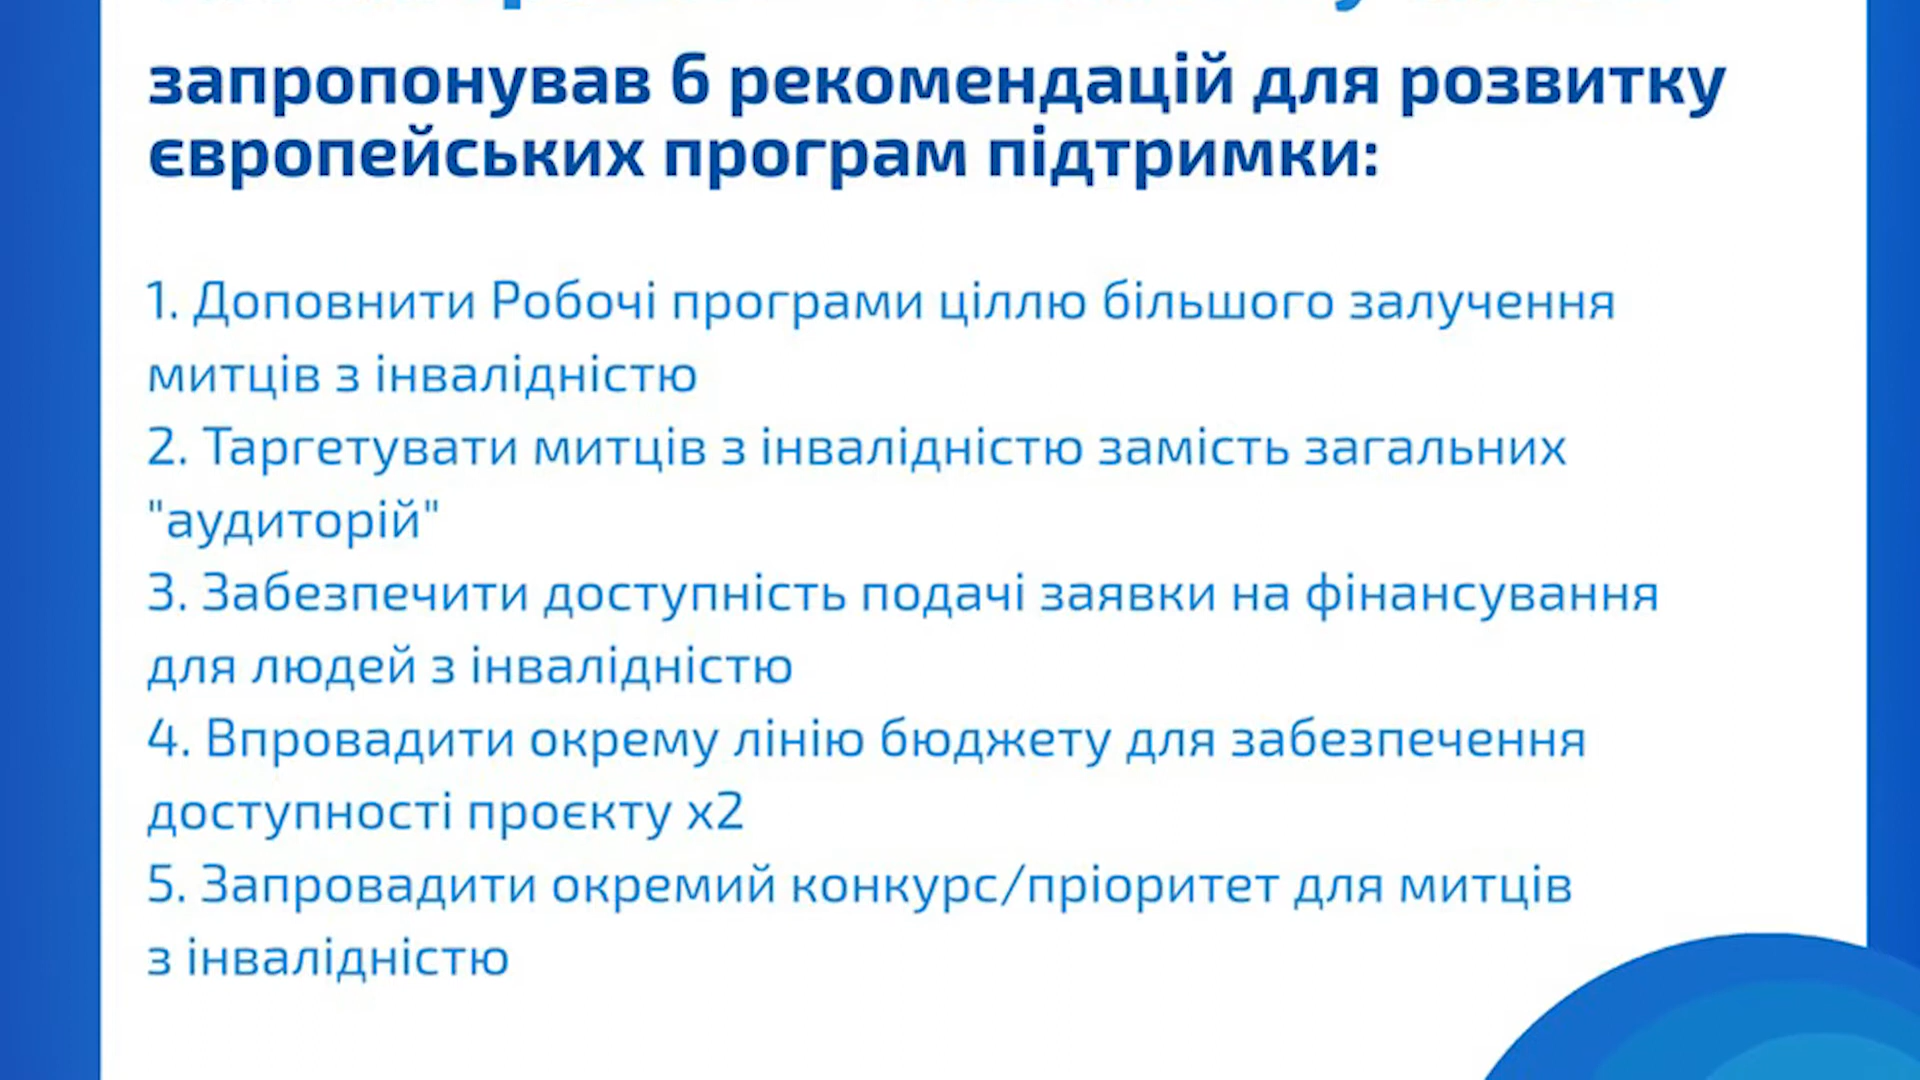 запропонував 6 рекомендацій для розвитку
європейських програм підтримки:
1. Доповнити Робочі програми ціллю більшого залучення
митців з інвалідністю
2. Таргетувати митців з інвалідністю замість загальних
"аудиторій"
3. Забезпечити доступність подачі заявки на фінансування
для людей з інвалідністю
4. Впровадити окрему лінію бюджету для забезпечення
доступності проєкту х2
5. Запровадити окремий конкурс/пріоритет для митців
з інвалідністю